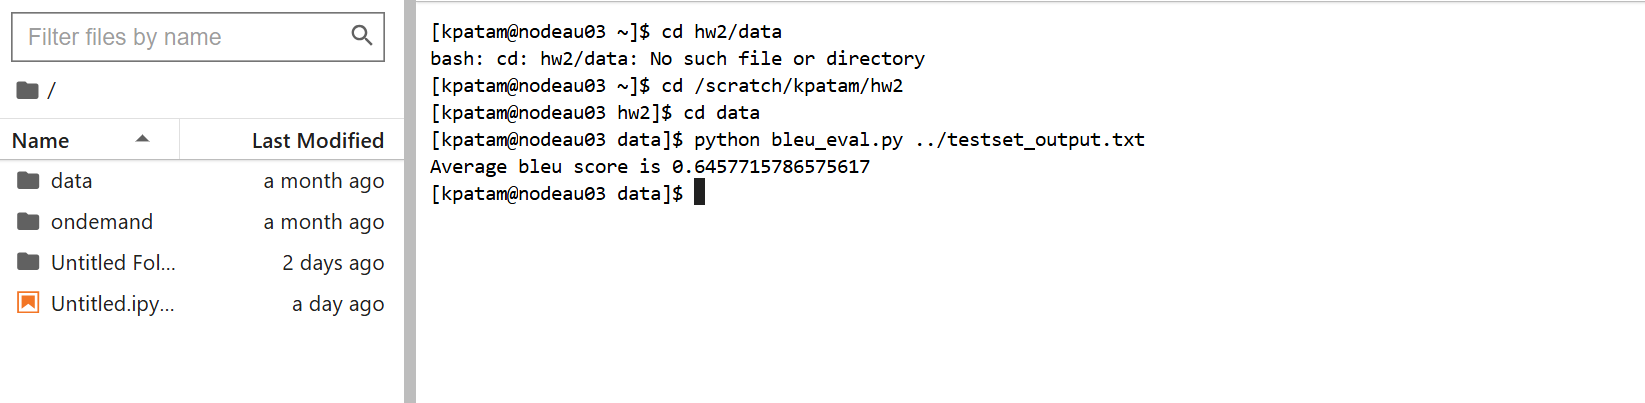 Filter files by name
/
Name Last Modified
data a month ago
ondemand a month ago
Untitled Fol... 2 days ago
Untitled.ipy... a day ago
[kpatam@nodeau03 ~]$ cd hw2/data
bash: cd: hw2/data: No such file or directory
[kpatam@nodeau03 ~]$ cd /scratch/kpatam/hw2
[kpatam@nodeau03 hw2]$ cd data
[kpatam@nodeau03 data]$ python bleu_eval.py ../testset_output.txt
Average bleu score is 0.6457715786575617
[kpatam@nodeau03 data]$